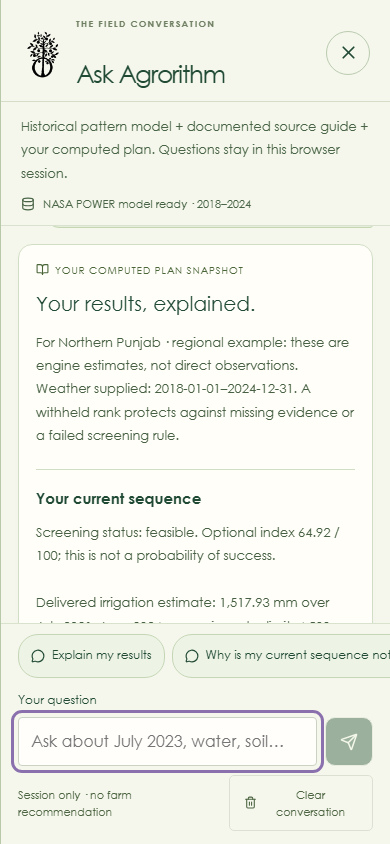 THE FIELD CONVERSATION
Ask Agrorithm
Historical pattern model + documented source guide +
your computed plan. Questions stay in this browser
session.
NASA POWER model ready · 2018–2024
YOUR COMPUTED PLAN SNAPSHOT
Your results, explained.
For Northern Punjab · regional example: these are
engine estimates, not direct observations.
Weather supplied: 2018-01-01–2024-12-31. A
withheld rank protects against missing evidence or
a failed screening rule.
Your current sequence
Screening status: feasible. Optional index 64.92 /
100; this is not a probability of success.
Delivered irrigation estimate: 1,517.93 mm over
Explain my results
Why is my current sequence not
Your question
Ask about July 2023, water, soil...
Session only · no farm
recommendation
Clear
conversation